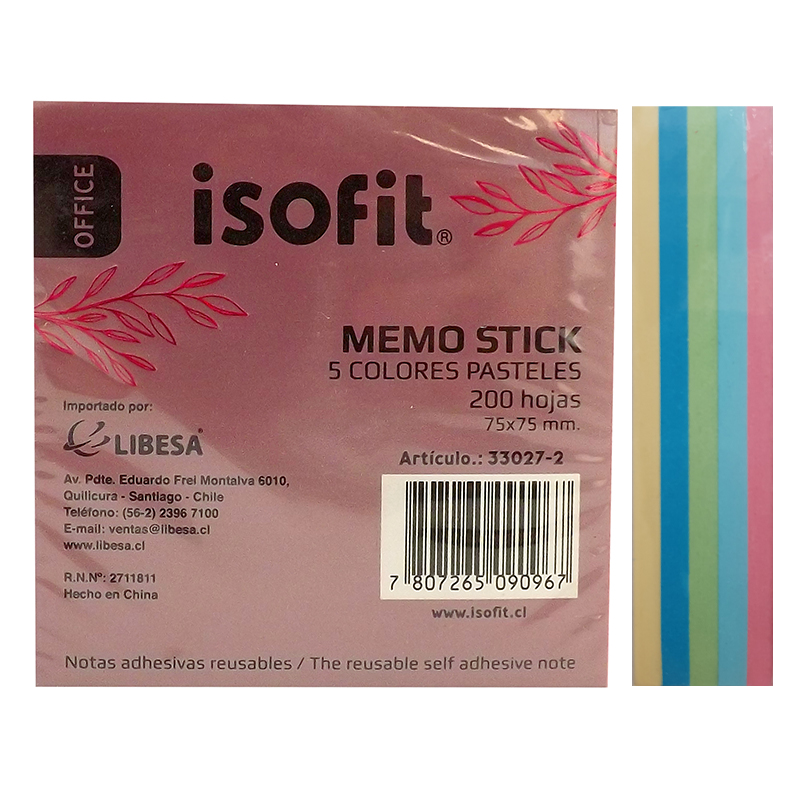 OFFICE
isofit®
MEMO STICK
5 COLORES PASTELES
200 hojas
75x75 mm.
Importado por:
LIBESA®
Artículo.: 33027-2
Av. Pdte. Eduardo Frei Montalva 6010,
Quilicura - Santiago - Chile
Teléfono: (56-2) 2396 7100
E-mail: ventas@libesa.cl
www.libesa.cl
R.N.Nº: 2711811
Hecho en China
7 807265 090967
www.isofit.cl
Notas adhesivas reusables / The reusable self adhesive note